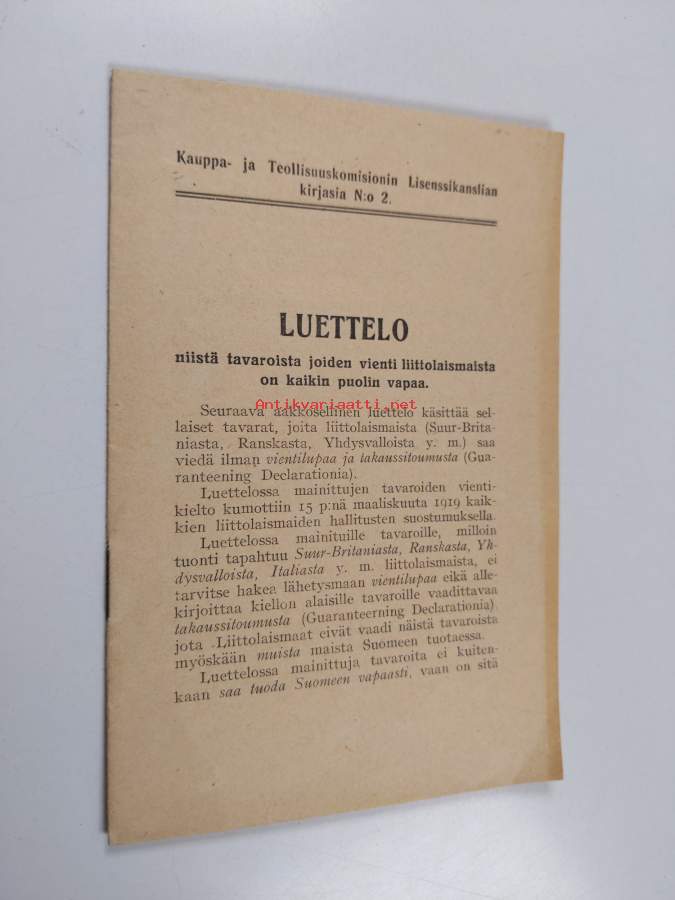 Kauppa- ja Teollisuuskomisionin Lisenssikanslian
kirjasia N:o 2.
LUETTELO
niistä tavaroista joiden vienti liittolaismaista
on kaikin puolin vapaa.
Antikvariaatti.net
Seuraava aakkosellinen luettelo käsittää sel-
laiset tavarat, joita liittolaismaista (Suur-Brita-
niasta, Ranskasta, Yhdysvalloista y. m.) saa
viedä ilman vientilupaa ja takaussitoumusta (Gua-
ranteening Declarationia).
Luettelossa mainittujen tavaroiden vienti-
kielto kumottiin 15 p:nä maaliskuuta 1919 kaik-
kien liittolaismaiden hallitusten suostumuksella.
Luettelossa mainituille tavaroille, milloin
tuonti tapahtuu Suur-Britaniasta, Ranskasta, Yh-
dysvalloista, Italiasta y. m. liittolaismaista, ei
tarvitse hakea lähetysmaan vientilupaa eikä alle-
kirjoittaa kiellon alaisille tavaroille vaadittavaa
takaussitoumusta (Guaranteerning Declarationia)
jota Liittolaismaat eivät vaadi näistä tavaroista
myöskään muista maista Suomeen tuotaessa.
Luettelossa mainittuja tavaroita ei kuiten-
kaan saa tuoda Suomeen vapaasti, vaan on sitä